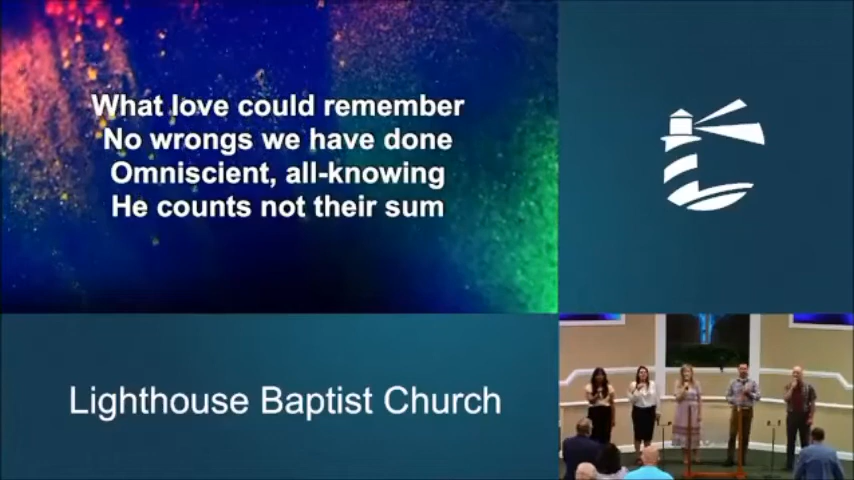 What love could remember
No wrongs we have done
Omniscient, all-knowing
He counts not their sum
Lighthouse Baptist Church